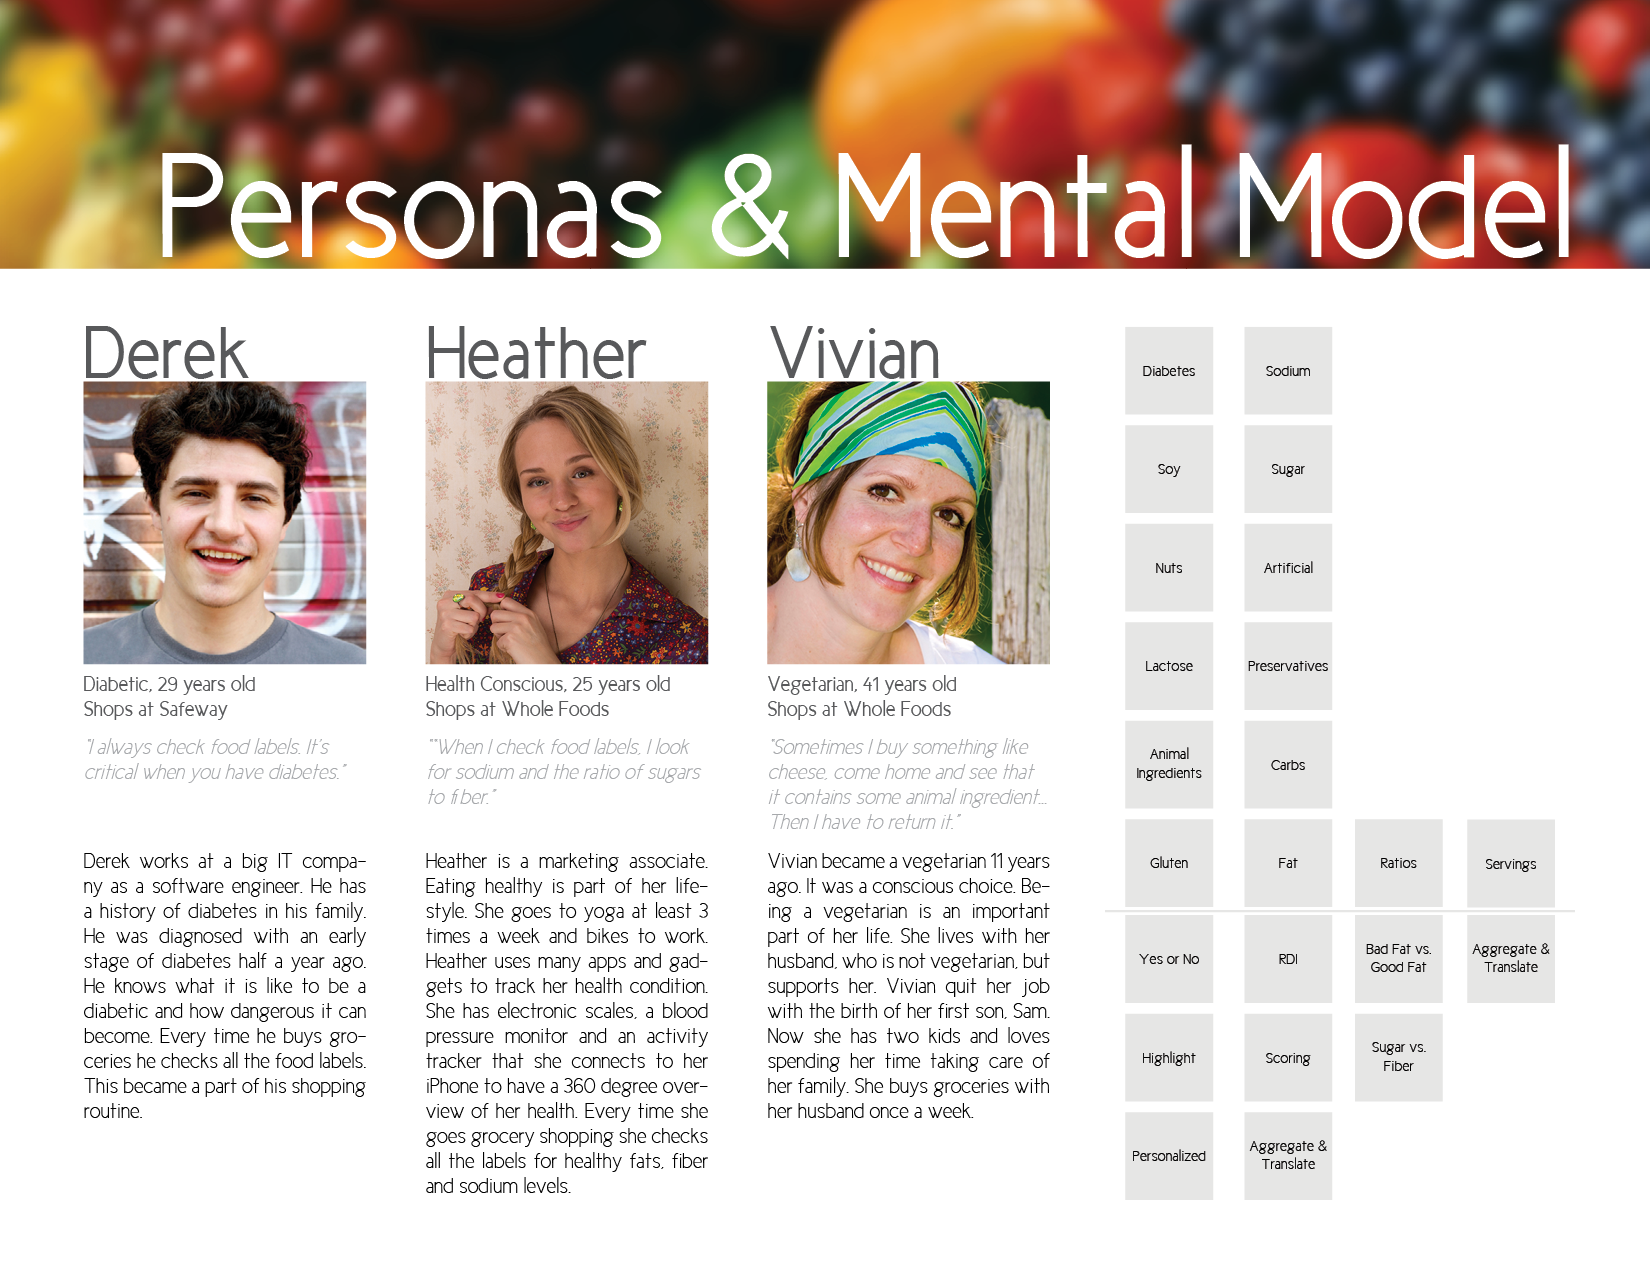 Personas & Mental Model
Derek
Diabetic, 29 years old
Shops at Safeway
"I always check food labels. It's
critical when you have diabetes."
Derek works at a big IT compa-
ny as a software engineer. He has
a history of diabetes in his family.
He was diagnosed with an early
stage of diabetes half a year ago.
He knows what it is like to be a
diabetic and how dangerous it can
become. Every time he buys gro-
ceries he checks all the food labels.
This became a part of his shopping
routine.
Heather
Health Conscious, 25 years old
Shops at Whole Foods
""When I check food labels, I look
for sodium and the ratio of sugars
to fiber."
Heather is a marketing associate.
Eating healthy is part of her life-
style. She goes to yoga at least 3
times a week and bikes to work.
Heather uses many apps and gad-
gets to track her health condition.
She has electronic scales, a blood
pressure monitor and an activity
tracker that she connects to her
iPhone to have a 360 degree over-
view of her health. Every time she
goes grocery shopping she checks
all the labels for healthy fats, fiber
and sodium levels.
Vivian
Vegetarian, 41 years old
Shops at Whole Foods
"Sometimes I buy something like
cheese, come home and see that
it contains some animal ingredient...
Then I have to return it."
Vivian became a vegetarian 11 years
ago. It was a conscious choice. Be-
ing a vegetarian is an important
part of her life. She lives with her
husband, who is not vegetarian, but
supports her. Vivian quit her job
with the birth of her first son, Sam.
Now she has two kids and loves
spending her time taking care of
her family. She buys groceries with
her husband once a week.
Diabetes
Sodium
Soy
Sugar
Nuts
Artificial
Lactose
Preservatives
Animal
Ingredients
Carbs
Gluten
Fat
Ratios
Servings
Yes or No
RDI
Bad Fat vs.
Good Fat
Aggregate &
Translate
Highlight
Scoring
Sugar vs.
Fiber
Personalized
Aggregate &
Translate